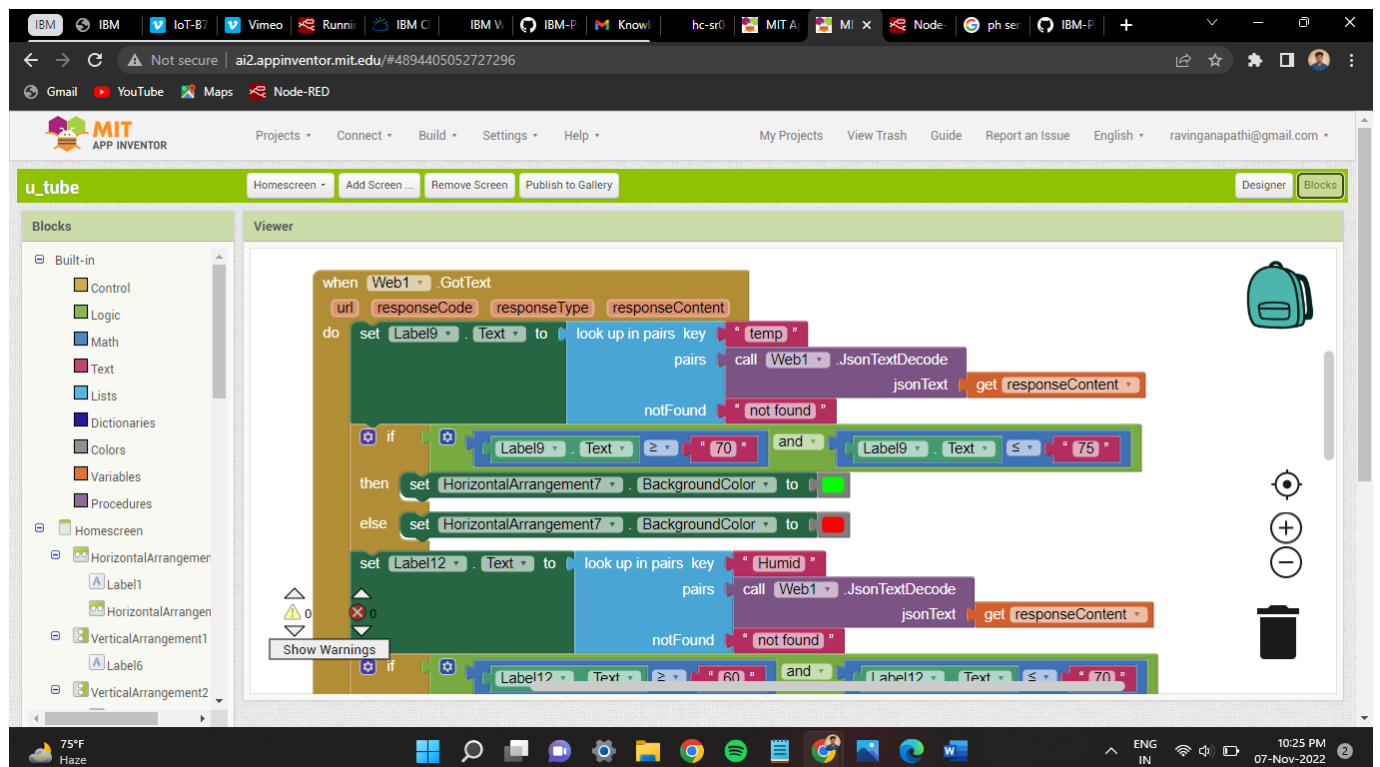 IBM IBM IoT-B7 Vimeo Runni IBM Cl IBM W IBM-P Knowl hc-sr0 MIT A MI Node- ph sen IBM-P
Not secure ai2.appinventor.mit.edu/#4894405052727296
Gmail YouTube Maps Node-RED
MIT
APP INVENTOR
Projects Connect Build Settings Help My Projects View Trash Guide Report an Issue English ravinganapathi@gmail.com
u_tube Homescreen Add Screen ... Remove Screen Publish to Gallery Designer Blocks
Blocks Viewer
Built-in
Control
Logic
Math
Text
Lists
Dictionaries
Colors
Variables
Procedures
Homescreen
HorizontalArrangemen
Label1
HorizontalArrangen
VerticalArrangement1
Label6
VerticalArrangement2
when Web1 .GotText
url responseCode responseType responseContent
do set Label9 . Text to look up in pairs key " temp "
pairs call Web1 .JsonTextDecode
jsonText get responseContent
notFound " not found "
if Label9 . Text ≥ " 70 " and Label9 . Text ≤ " 75 "
then set HorizontalArrangement7 . BackgroundColor to
else set HorizontalArrangement7 . BackgroundColor to
set Label12 . Text to look up in pairs key " Humid "
pairs call Web1 .JsonTextDecode
jsonText get responseContent
notFound " not found "
if Label12 . Text ≥ " 60 " and Label12 . Text ≤ " 70 "
0 0
Show Warnings
75°F
Haze
ENG
IN
10:25 PM
07-Nov-2022
2